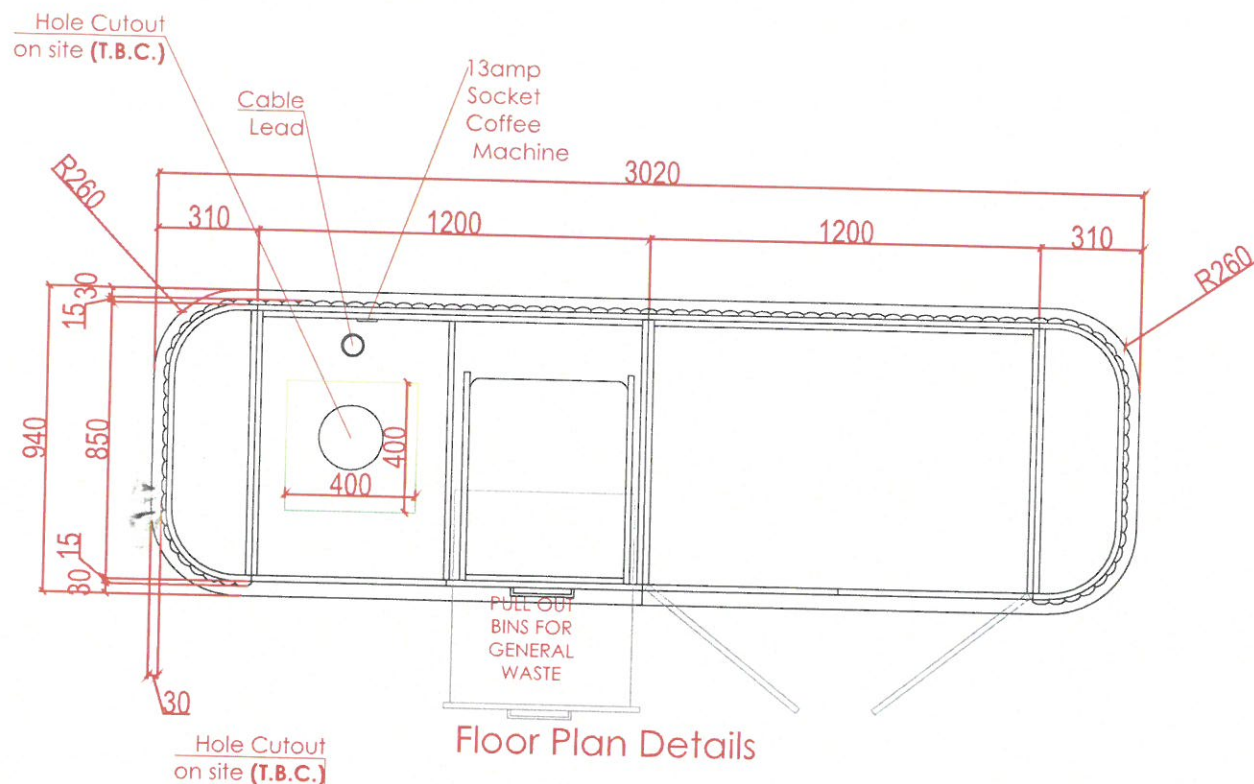 Hole Cutout
on site (T.B.C.)
13amp
Socket
Coffee
Machine
Cable
Lead
R260
3020
310
1200
1200
310
R260
30
15
940
850
400
400
15
30
30
PULL OUT
BINS FOR
GENERAL
WASTE
Floor Plan Details
Hole Cutout
on site (T.B.C.)